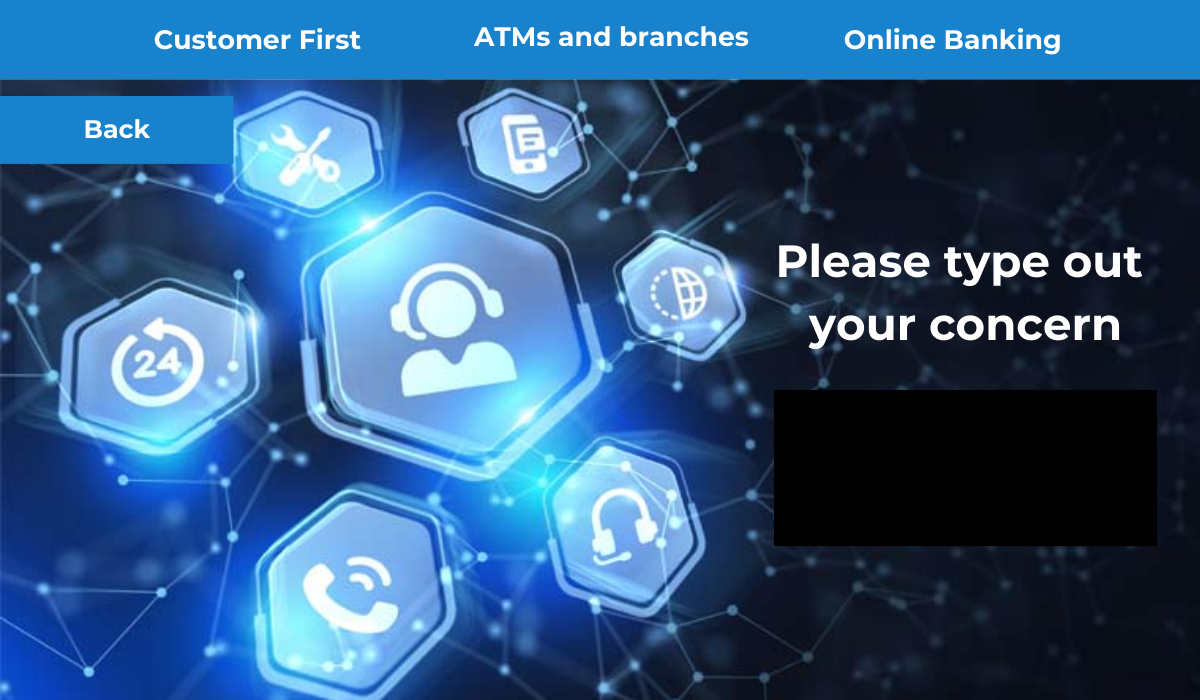 Customer First
ATMs and branches
Online Banking
Back
24
Please type out
your concern